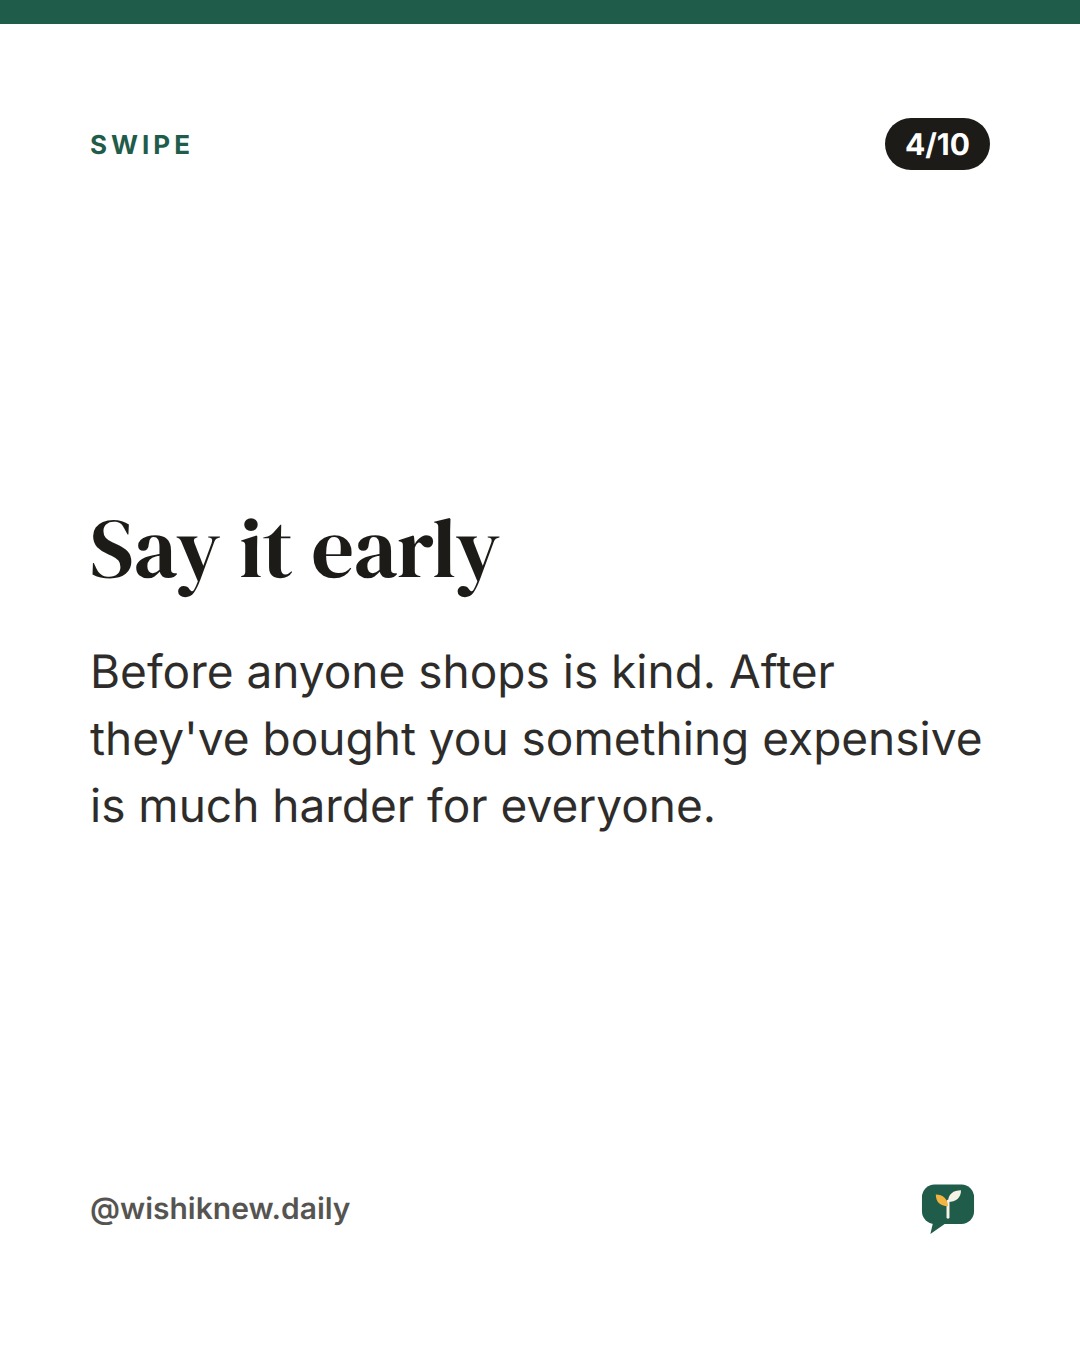 SWIPE
4/10
Say it early
Before anyone shops is kind. After
they've bought you something expensive
is much harder for everyone.
@wishiknew.daily